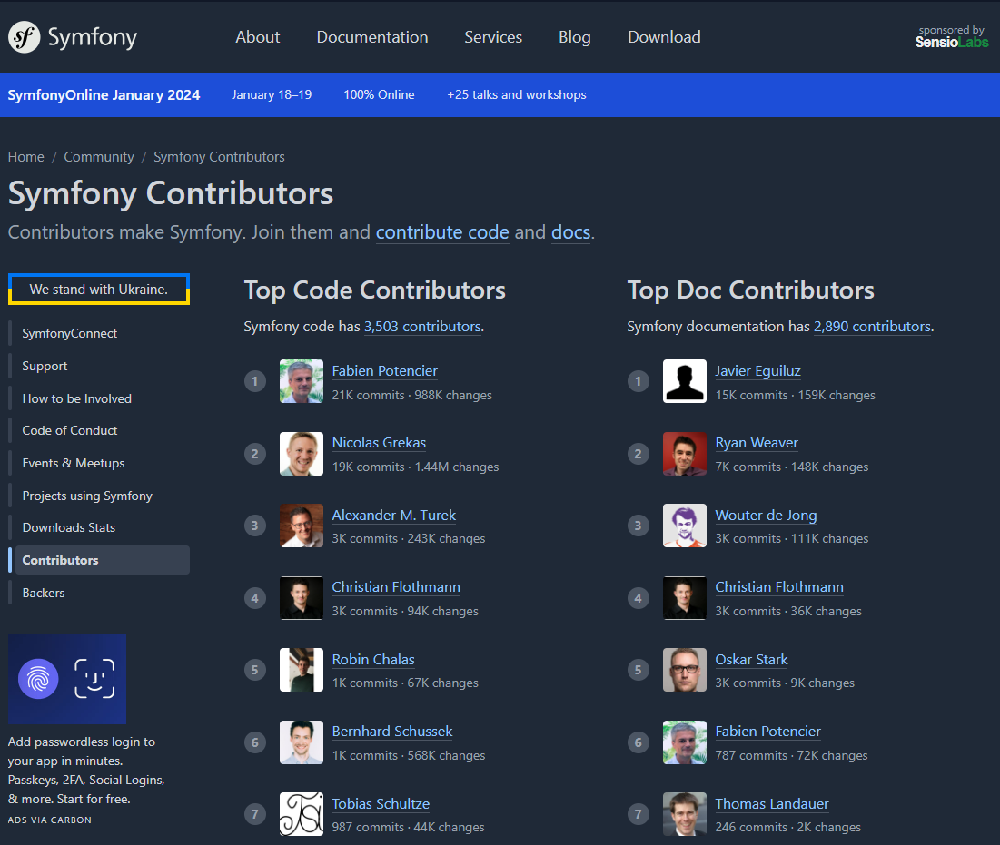 sf Symfony
About Documentation Services Blog Download
sponsored by
SensioLabs
SymfonyOnline January 2024 January 18–19 100% Online +25 talks and workshops
Home / Community / Symfony Contributors
Symfony Contributors
Contributors make Symfony. Join them and contribute code and docs.
We stand with Ukraine.
SymfonyConnect
Support
How to be Involved
Code of Conduct
Events & Meetups
Projects using Symfony
Downloads Stats
Contributors
Backers
Add passwordless login to
your app in minutes.
Passkeys, 2FA, Social Logins,
& more. Start for free.
ADS VIA CARBON
Top Code Contributors
Symfony code has 3,503 contributors.
1 Fabien Potencier
21K commits · 988K changes
2 Nicolas Grekas
19K commits · 1.44M changes
3 Alexander M. Turek
3K commits · 243K changes
4 Christian Flothmann
3K commits · 94K changes
5 Robin Chalas
1K commits · 67K changes
6 Bernhard Schussek
1K commits · 568K changes
7 Tobias Schultze
987 commits · 44K changes
Top Doc Contributors
Symfony documentation has 2,890 contributors.
1 Javier Eguiluz
15K commits · 159K changes
2 Ryan Weaver
7K commits · 148K changes
3 Wouter de Jong
3K commits · 111K changes
4 Christian Flothmann
3K commits · 36K changes
5 Oskar Stark
3K commits · 9K changes
6 Fabien Potencier
787 commits · 72K changes
7 Thomas Landauer
246 commits · 2K changes